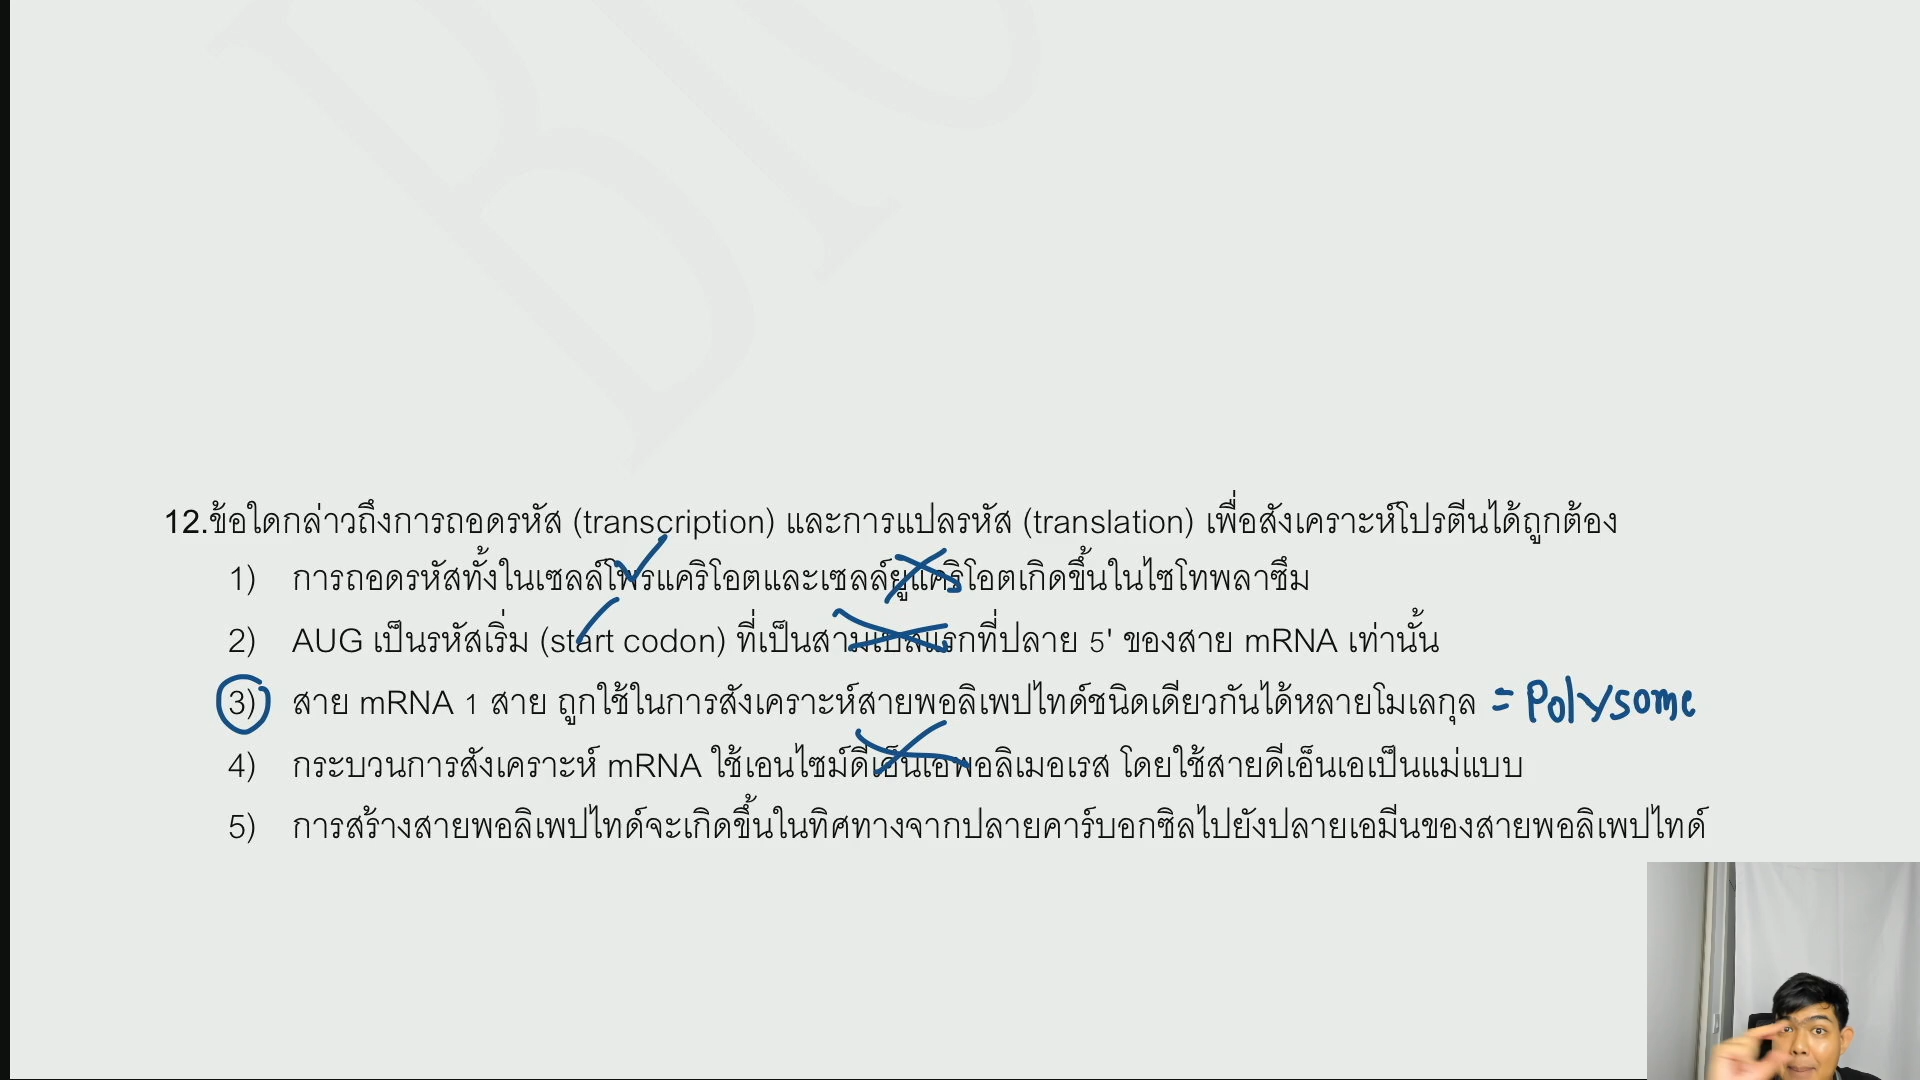 12.ข้อใดกล่าวถึงการถอดรหัส (transcription) และการแปลรหัส (translation) เพื่อสังเคราะห์โปรตีนได้ถูกต้อง
1) การถอดรหัสทั้งในเซลล์โพรแคริโอตและเซลล์ยูแคริโอตเกิดขึ้นในไซโทพลาซึม
2) AUG เป็นรหัสเริ่ม (start codon) ที่เป็นสามเบสแรกที่ปลาย 5' ของสาย mRNA เท่านั้น
3) สาย mRNA 1 สาย ถูกใช้ในการสังเคราะห์สายพอลิเพปไทด์ชนิดเดียวกันได้หลายโมเลกุล = Polysome
4) กระบวนการสังเคราะห์ mRNA ใช้เอนไซม์ดีเอ็นเอพอลิเมอเรส โดยใช้สายดีเอ็นเอเป็นแม่แบบ
5) การสร้างสายพอลิเพปไทด์จะเกิดขึ้นในทิศทางจากปลายคาร์บอกซิลไปยังปลายเอมีนของสายพอลิเพปไทด์